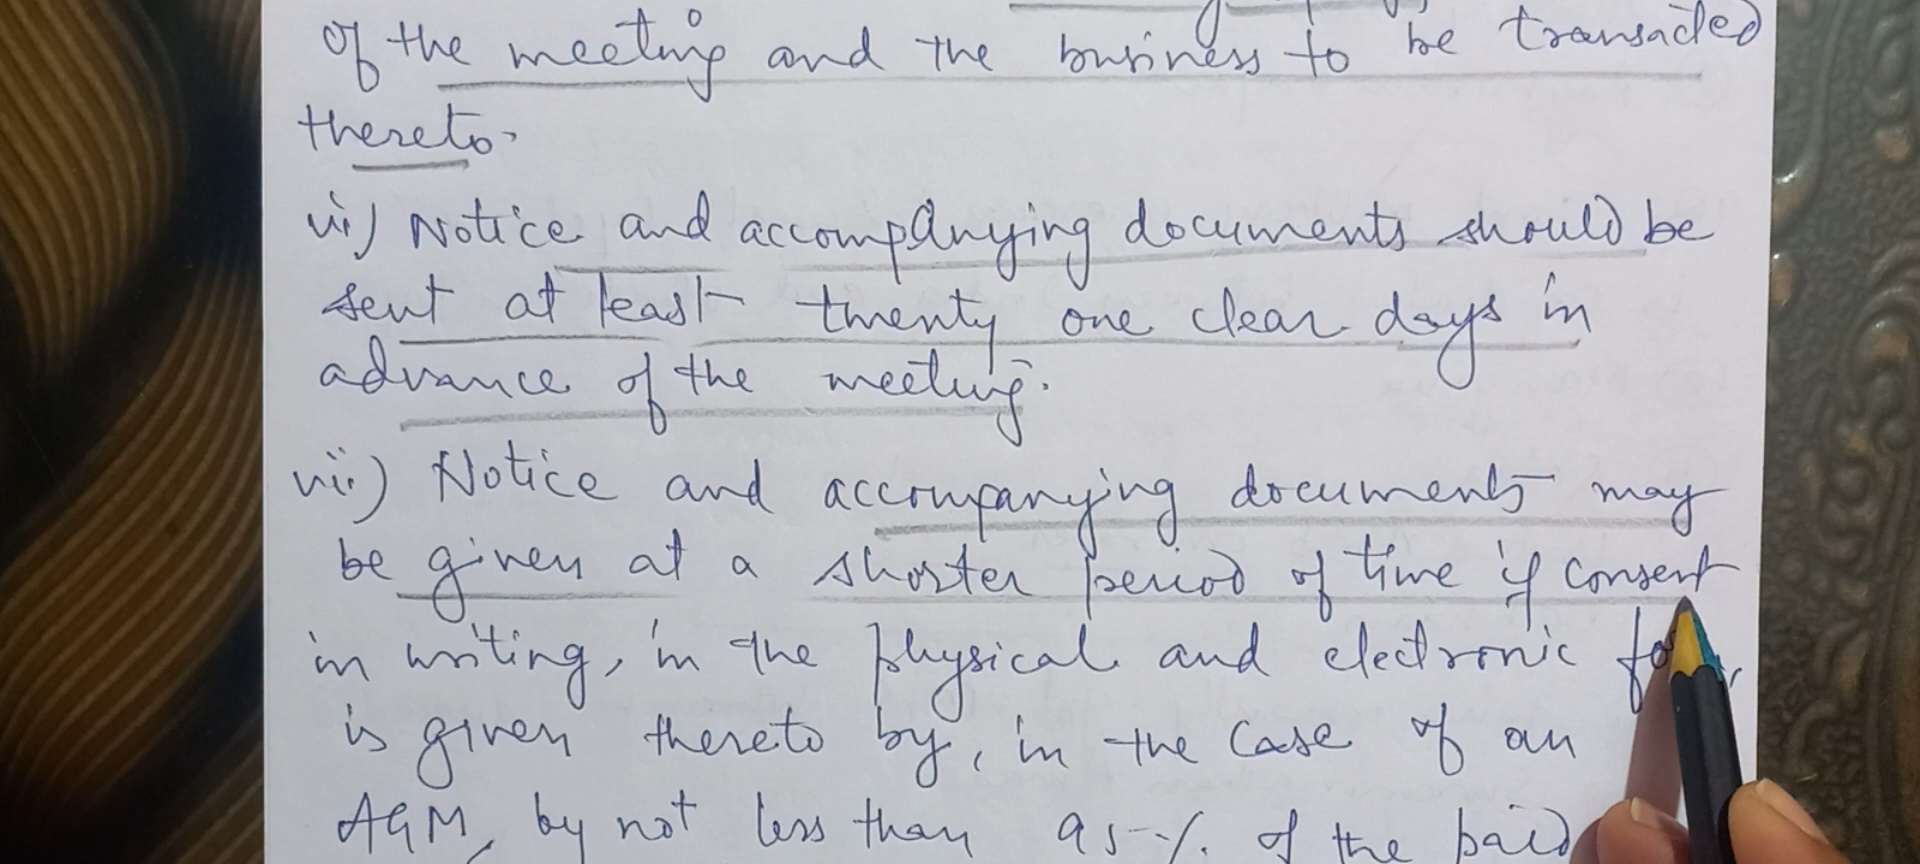 of the meeting and the business to be transacted
thereto.
vi) Notice and accompanying documents should be
sent at least twenty one clear days in
advance of the meeting.
vii) Notice and accompanying documents may
be given at a shorter period of time if consent
in writing, in the physical and electronic
is given thereto by, in the case of an
AGM, by not less than 95% of the paid